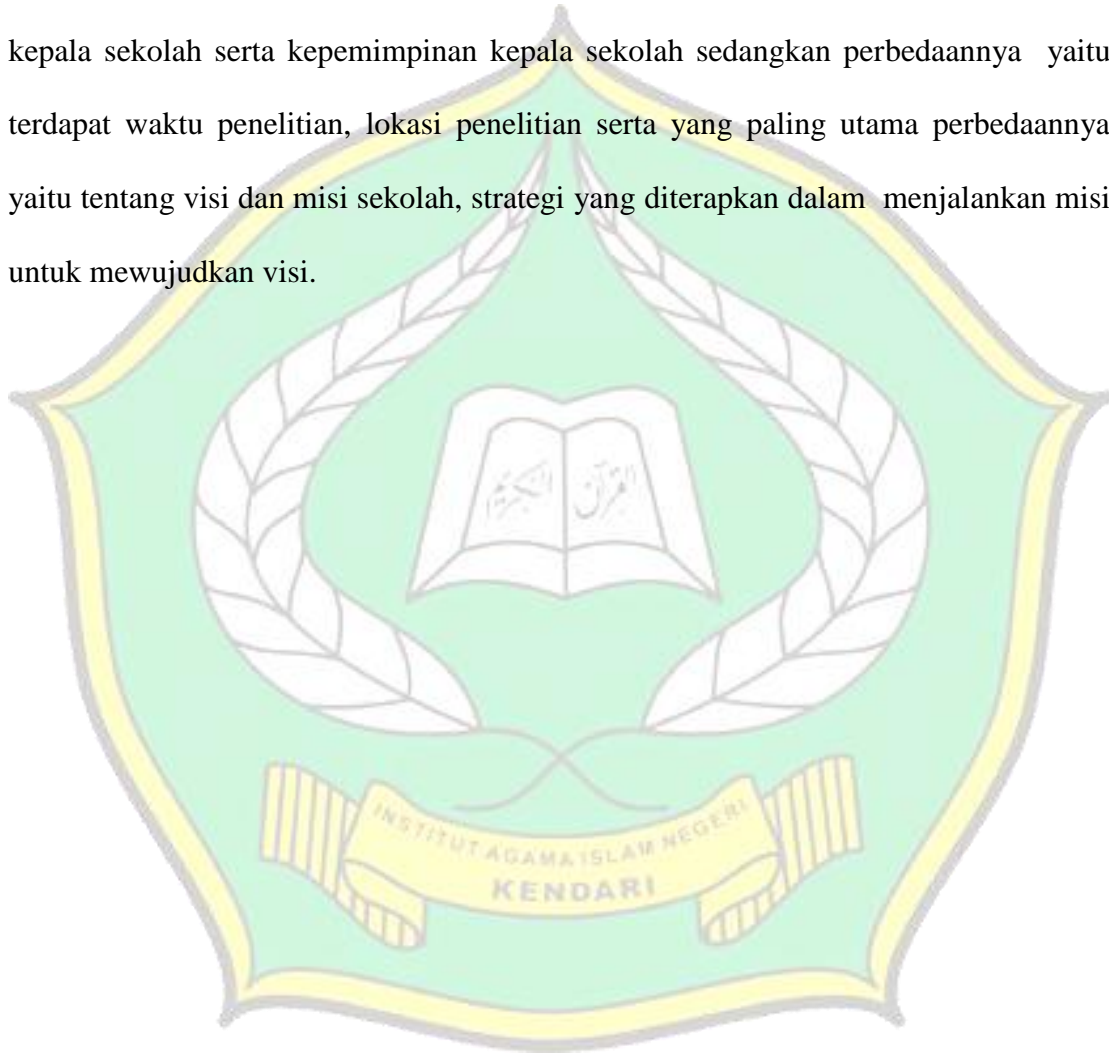 kepala sekolah serta kepemimpinan kepala sekolah sedangkan perbedaannya  yaitu
terdapat waktu penelitian, lokasi penelitian serta yang paling utama perbedaannya
yaitu tentang visi dan misi sekolah, strategi yang diterapkan dalam  menjalankan misi
untuk mewujudkan visi.
القرآن الكريم
INSTITUT AGAMA ISLAM NEGERI
KENDARI